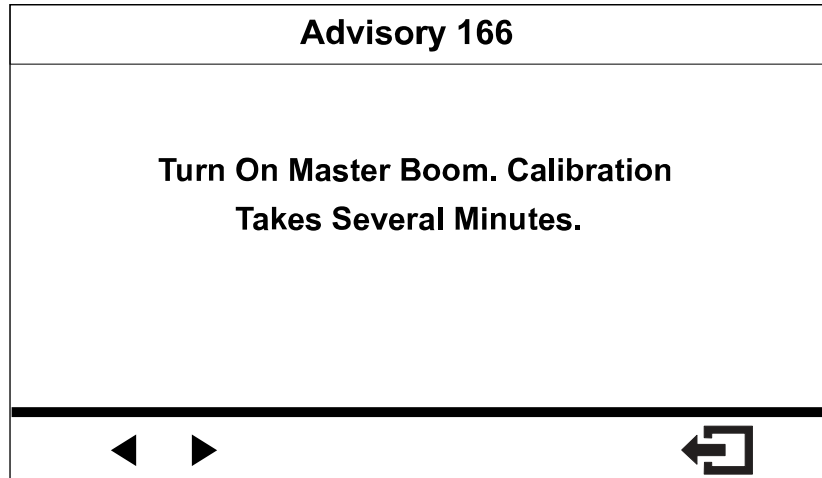 Advisory 166
Turn On Master Boom. Calibration
Takes Several Minutes.